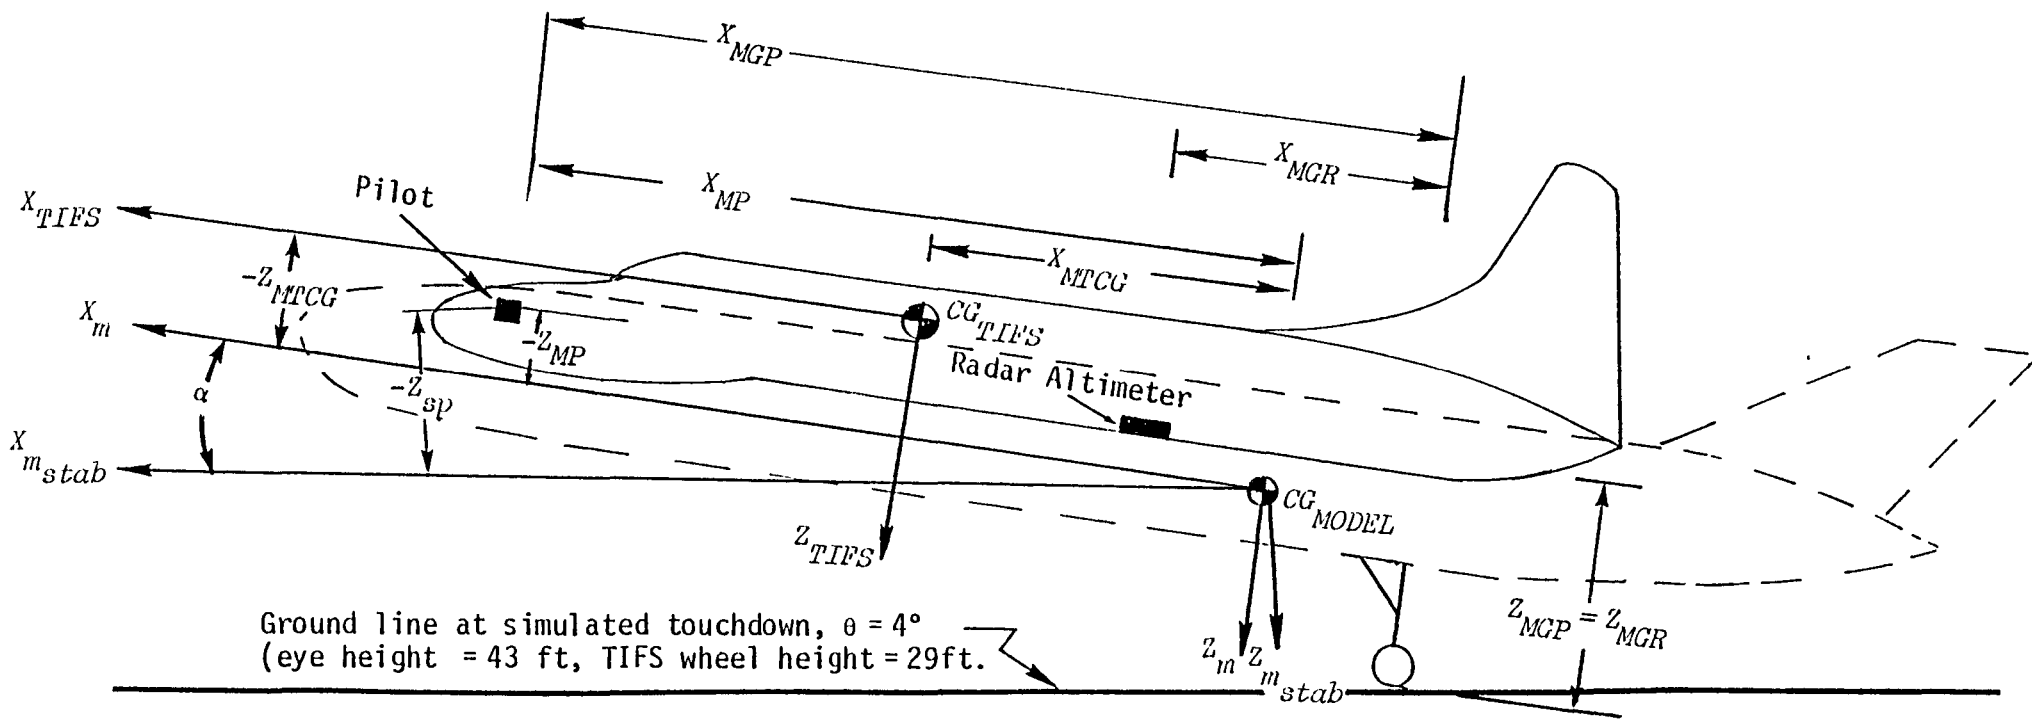 X_MGP
X_MGR
X_MP
Pilot
X_TIFS
X_MTCG
-Z_MTCG
CG_TIFS
X_m
-Z_MP
Radar Altimeter
α
-Z_sp
X_m_stab
CG_MODEL
Z_TIFS
Z_MGP = Z_MGR
Ground line at simulated touchdown, θ = 4°
(eye height = 43 ft, TIFS wheel height = 29ft.
Z_m Z_m_stab